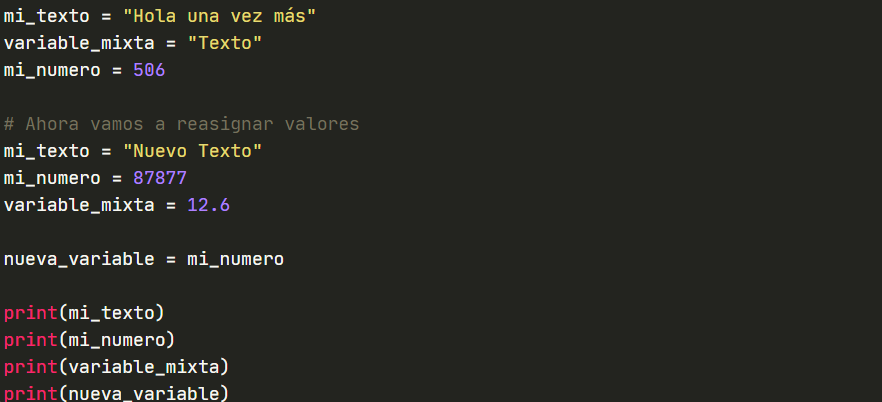 mi_texto = "Hola una vez más"
variable_mixta = "Texto"
mi_numero = 506
# Ahora vamos a reasignar valores
mi_texto = "Nuevo Texto"
mi_numero = 87877
variable_mixta = 12.6
nueva_variable = mi_numero
print(mi_texto)
print(mi_numero)
print(variable_mixta)
print(nueva_variable)